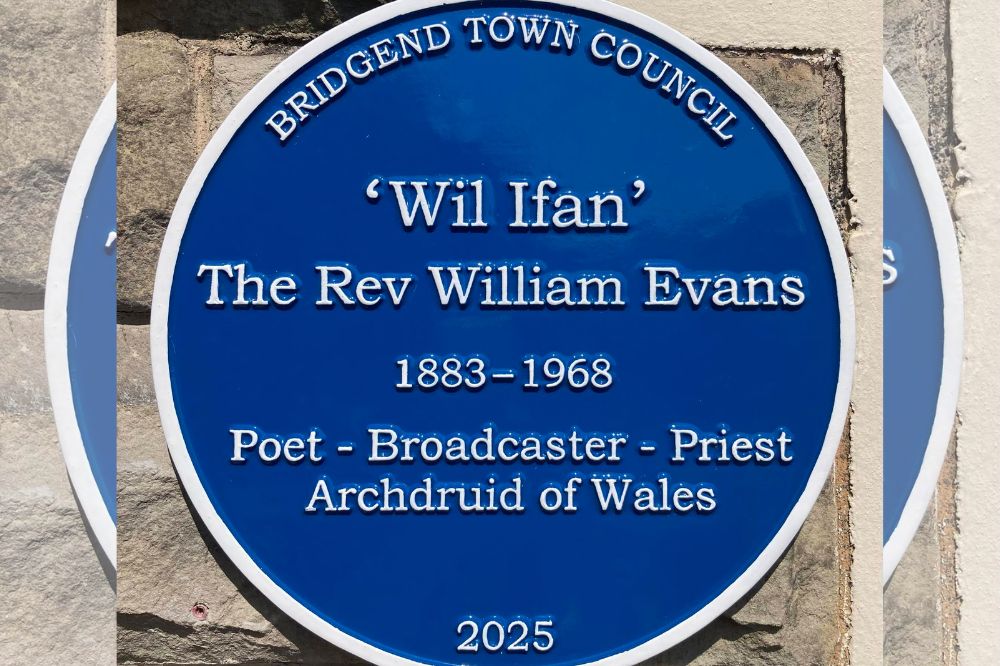 BRIDGEND TOWN COUNCIL
‘Wil Ifan’
The Rev William Evans
1883–1968
Poet - Broadcaster - Priest
Archdruid of Wales
2025